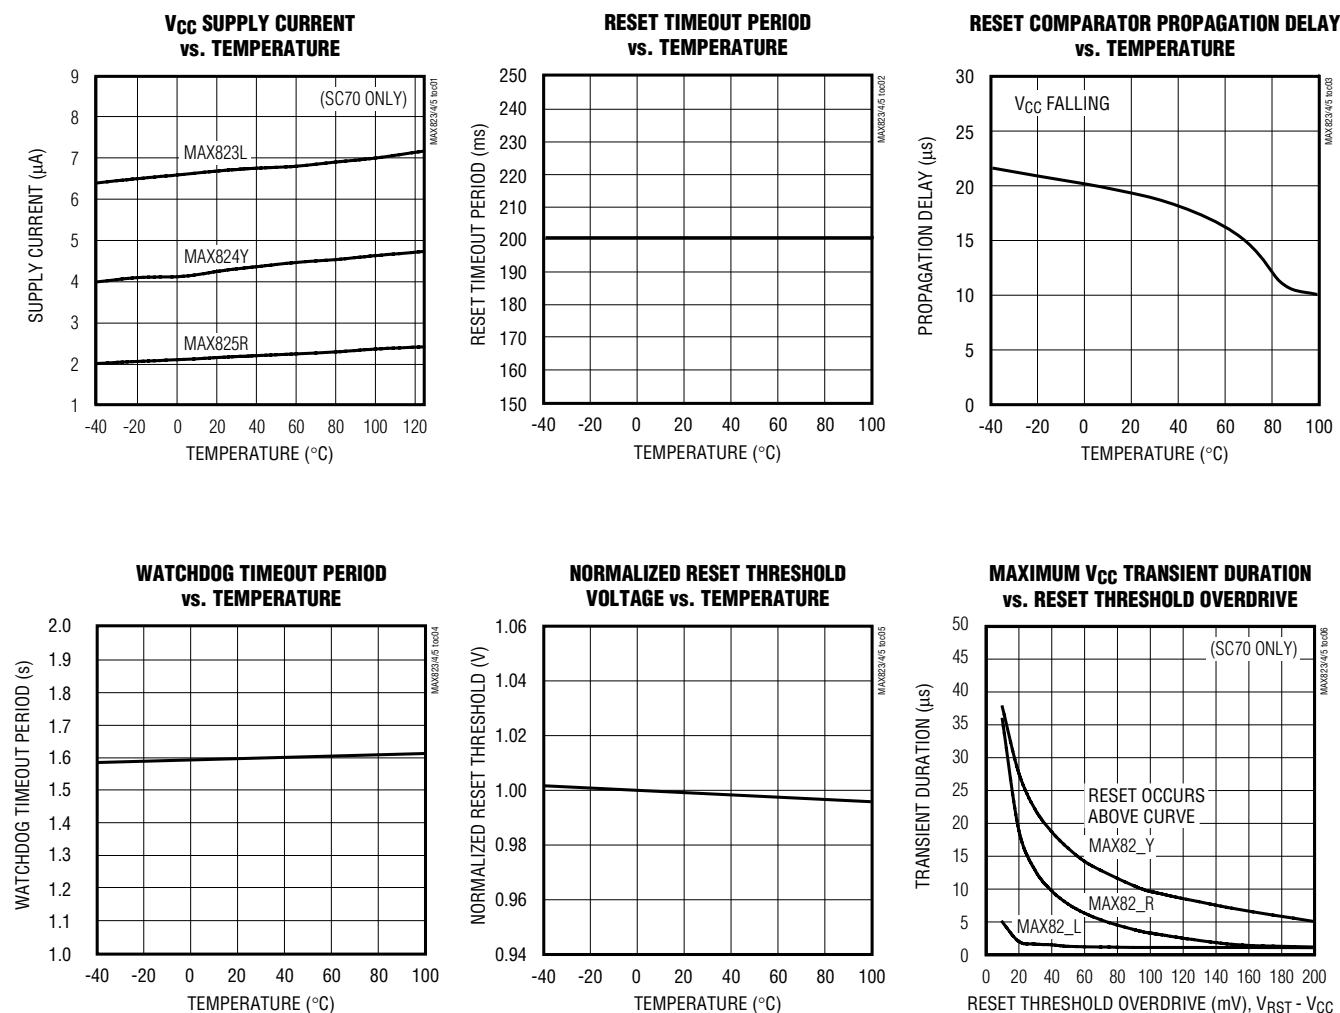 VCC SUPPLY CURRENT
vs. TEMPERATURE
9
8
7
6
5
4
3
2
1
SUPPLY CURRENT (µA)
(SC70 ONLY)
MAX823L
MAX824Y
MAX825R
MAX823/4/5 toc01
-40 -20 0 20 40 60 80 100 120
TEMPERATURE (°C)
RESET TIMEOUT PERIOD
vs. TEMPERATURE
250
240
230
220
210
200
190
180
170
160
150
RESET TIMEOUT PERIOD (ms)
MAX823/4/5 toc02
-40 -20 0 20 40 60 80 100
TEMPERATURE (°C)
RESET COMPARATOR PROPAGATION DELAY
vs. TEMPERATURE
30
25
20
15
10
5
0
PROPAGATION DELAY (µs)
VCC FALLING
MAX823/4/5 toc03
-40 -20 0 20 40 60 80 100
TEMPERATURE (°C)
WATCHDOG TIMEOUT PERIOD
vs. TEMPERATURE
2.0
1.9
1.8
1.7
1.6
1.5
1.4
1.3
1.2
1.1
1.0
WATCHDOG TIMEOUT PERIOD (s)
MAX823/4/5 toc04
-40 -20 0 20 40 60 80 100
TEMPERATURE (°C)
NORMALIZED RESET THRESHOLD
VOLTAGE vs. TEMPERATURE
1.06
1.04
1.02
1.00
0.98
0.96
0.94
NORMALIZED RESET THRESHOLD (V)
MAX823/4/5 toc05
-40 -20 0 20 40 60 80 100
TEMPERATURE (°C)
MAXIMUM VCC TRANSIENT DURATION
vs. RESET THRESHOLD OVERDRIVE
50
45
40
35
30
25
20
15
10
5
0
TRANSIENT DURATION (µs)
(SC70 ONLY)
RESET OCCURS
ABOVE CURVE
MAX82_Y
MAX82_R
MAX82_L
MAX823/4/5 toc06
0 20 40 60 80 100 120 140 160 180 200
RESET THRESHOLD OVERDRIVE (mV), VRST - VCC